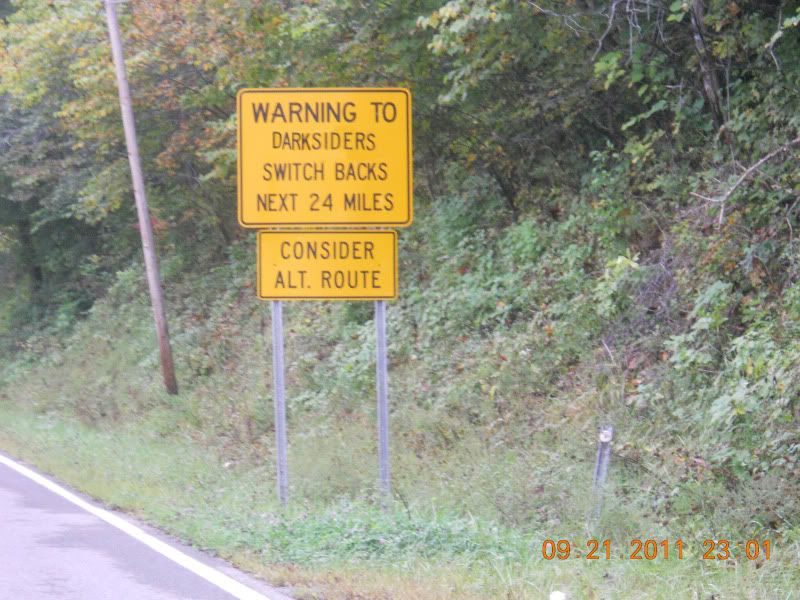 WARNING TO
DARKSIDERS
SWITCH BACKS
NEXT 24 MILES
CONSIDER
ALT. ROUTE
09.21.2011 23:01